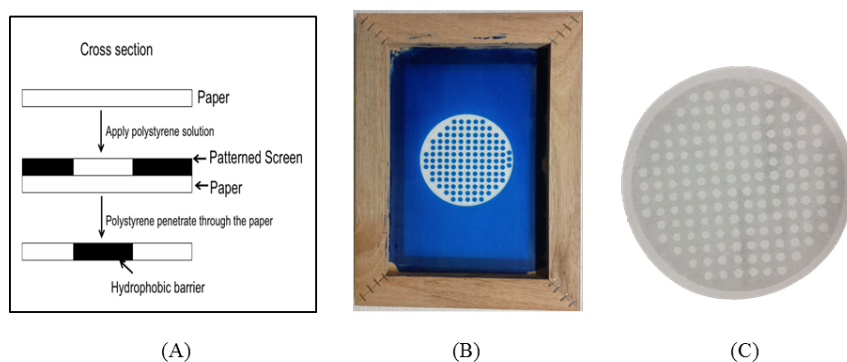 Cross section
Paper
Apply polystyrene solution
Patterned Screen
Paper
Polystyrene penetrate through the paper
Hydrophobic barrier
(A)
(B)
(C)